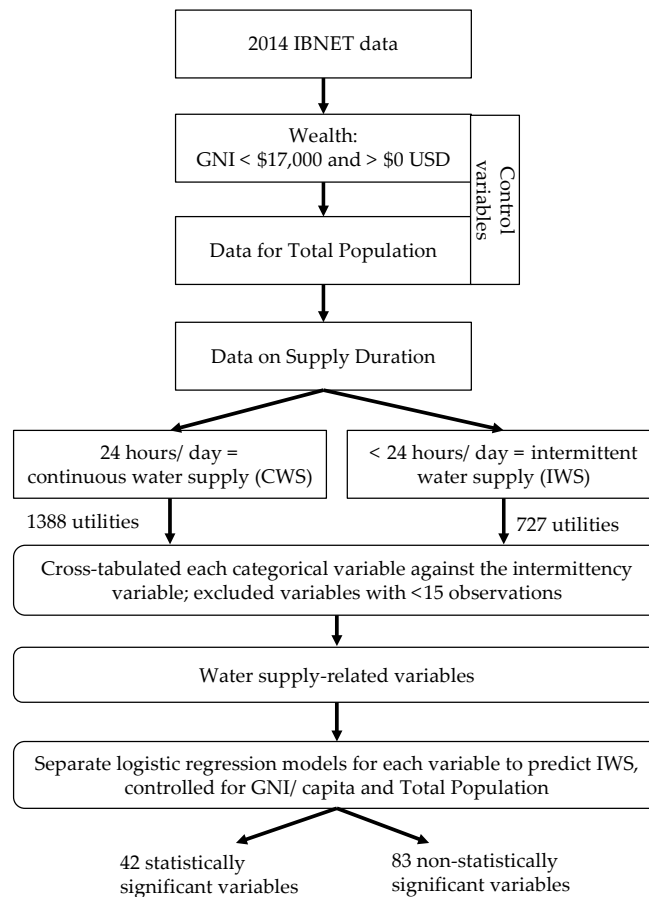 2014 IBNET data
Wealth:
GNI < $17,000 and > $0 USD
Control
variables
Data for Total Population
Data on Supply Duration
24 hours/ day =
continuous water supply (CWS)
< 24 hours/ day = intermittent
water supply (IWS)
1388 utilities
727 utilities
Cross-tabulated each categorical variable against the intermittency
variable; excluded variables with <15 observations
Water supply-related variables
Separate logistic regression models for each variable to predict IWS,
controlled for GNI/ capita and Total Population
42 statistically
significant variables
83 non-statistically
significant variables